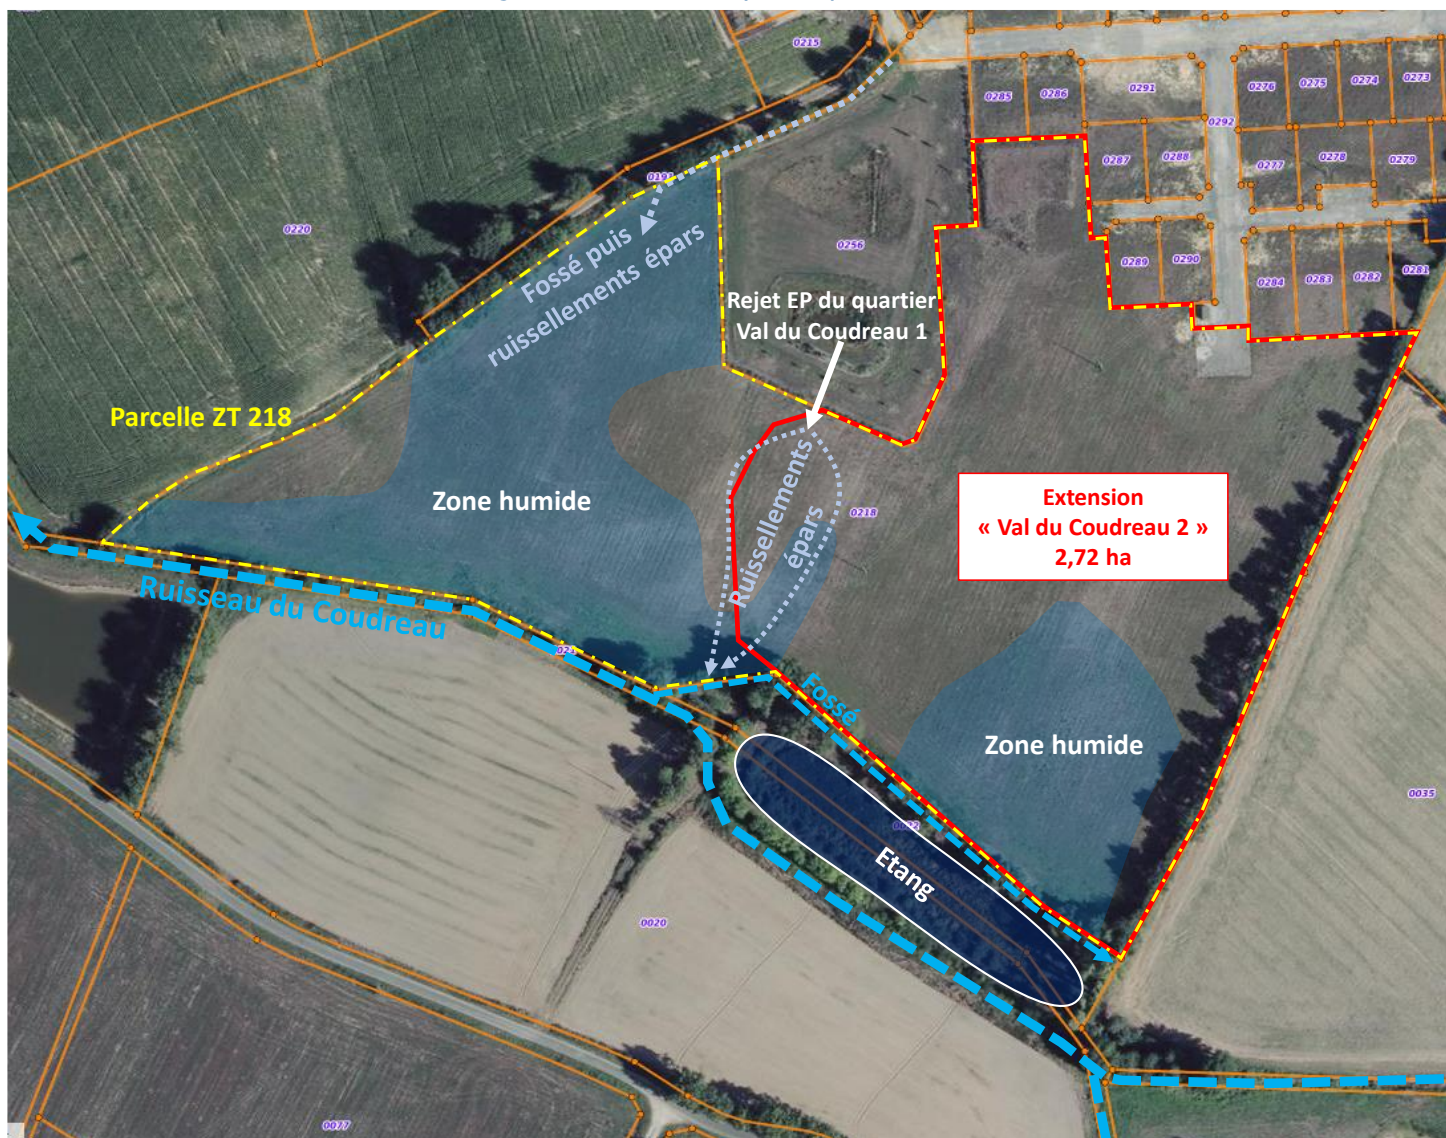 0215
0285
0286
0291
0276
0275
0274
0273
0292
0287
0288
0277
0278
0279
0197
0220
0256
0289
0290
0284
0283
0282
0281
Fossé puis
ruissellements épars
Rejet EP du quartier
Val du Coudreau 1
Parcelle ZT 218
Zone humide
Ruissellements
épars
0218
Extension
« Val du Coudreau 2 »
2,72 ha
Ruisseau du Coudreau
Fossé
Zone humide
0035
Etang
0020
0077